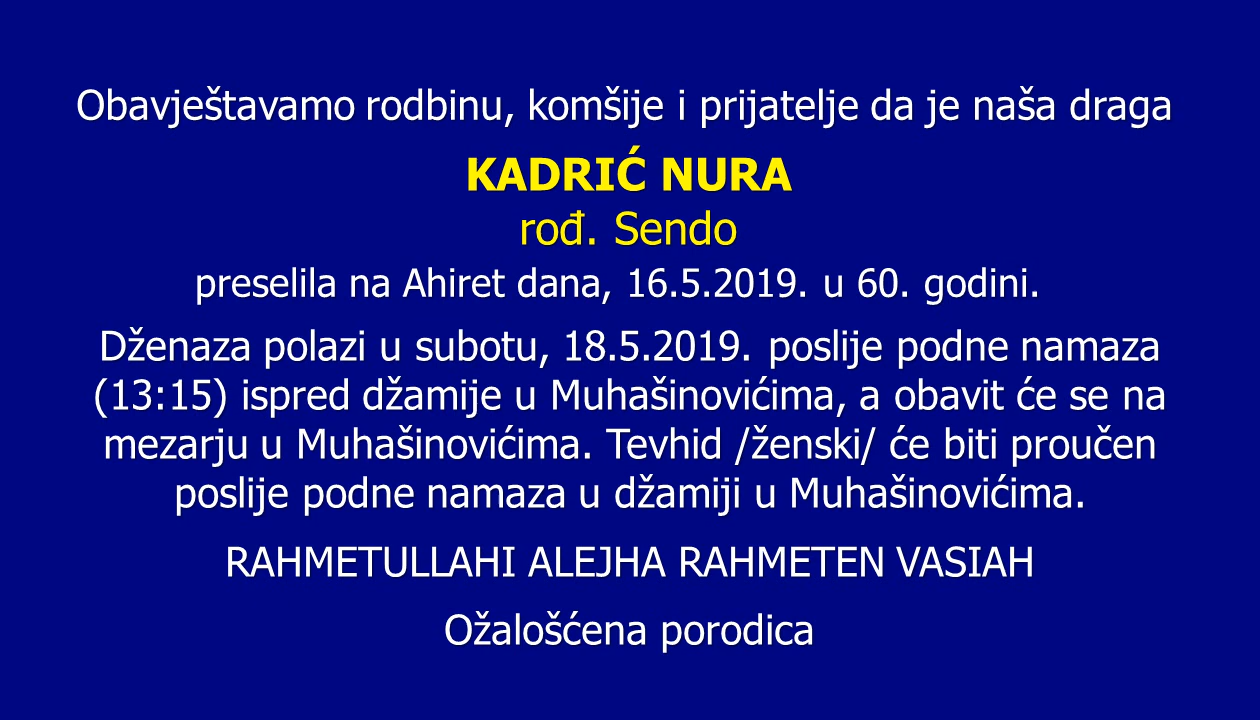 Obavještavamo rodbinu, komšije i prijatelje da je naša draga
KADRIĆ NURA
rođ. Sendo
preselila na Ahiret dana, 16.5.2019. u 60. godini.
Dženaza polazi u subotu, 18.5.2019. poslije podne namaza
(13:15) ispred džamije u Muhašinovićima, a obavit će se na
mezarju u Muhašinovićima. Tevhid /ženski/ će biti proučen
poslije podne namaza u džamiji u Muhašinovićima.
RAHMETULLAHI ALEJHA RAHMETEN VASIAH
Ožalošćena porodica